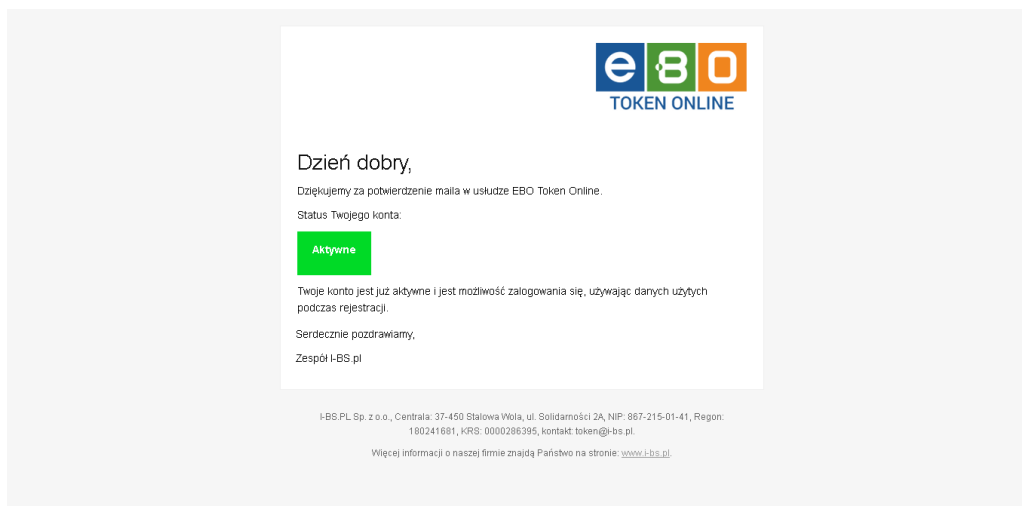 eBO
TOKEN ONLINE
Dzień dobry,
Dziękujemy za potwierdzenie maila w usłudze EBO Token Online.
Status Twojego konta:
Aktywne
Twoje konto jest już aktywne i jest możliwość zalogowania się, używając danych użytych
podczas rejestracji.
Serdecznie pozdrawiamy,
Zespół I-BS.pl
I-BS.PL Sp. z o.o., Centrala: 37-450 Stalowa Wola, ul. Solidarności 2A, NIP: 867-215-01-41, Regon:
180241681, KRS: 0000286395, kontakt: token@i-bs.pl.
Więcej informacji o naszej firmie znajdą Państwo na stronie: www.i-bs.pl.